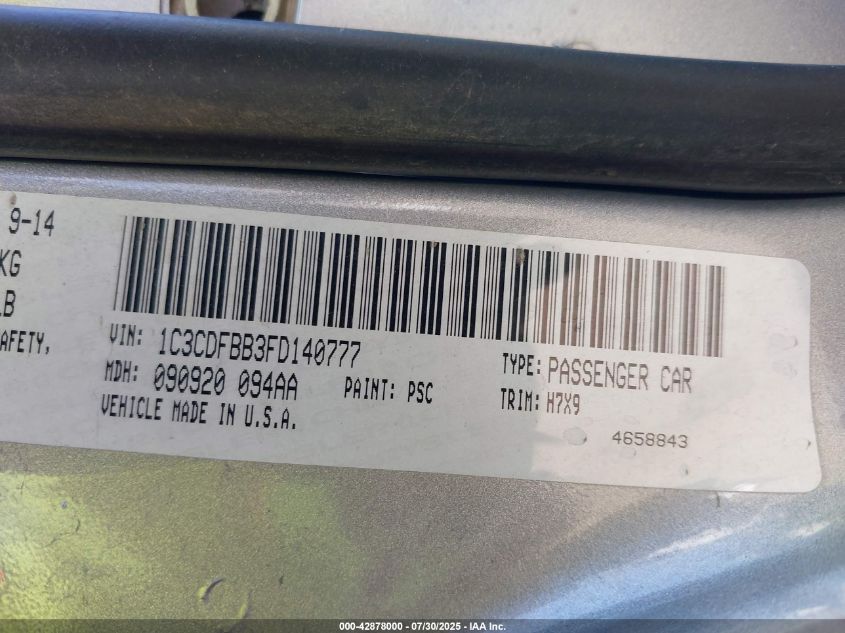 9-14
KG
LB
AFETY,
VIN: 1C3CDFBB3FD140777
TYPE: PASSENGER CAR
MDH: 090920 094AA
PAINT: PSC
TRIM: H7X9
VEHICLE MADE IN U.S.A.
4658843
000-42878000 - 07/30/2025 - IAA Inc.